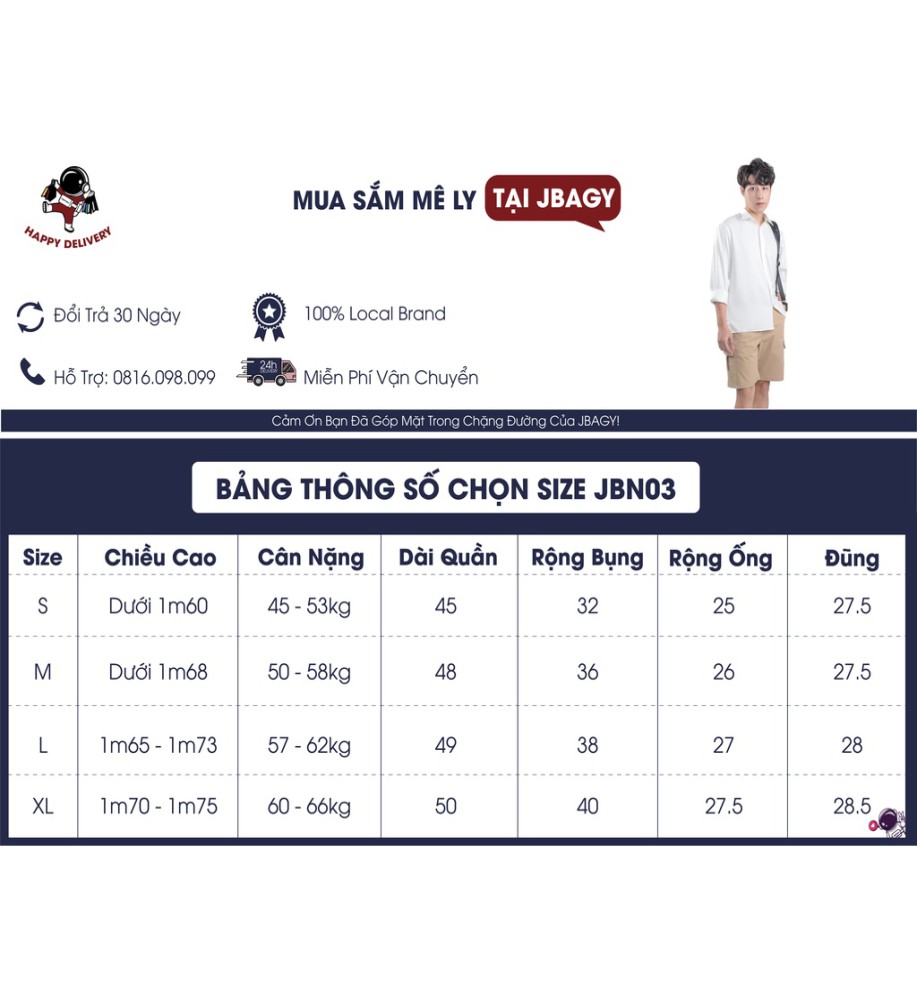 HAPPY DELIVERY
MUA SẮM MÊ LY TẠI JBAGY
Đổi Trả 30 Ngày
100% Local Brand
Hỗ Trợ: 0816.098.099
24h
DELIVERY
Miễn Phí Vận Chuyển
Cảm Ơn Bạn Đã Góp Mặt Trong Chặng Đường Của JBAGY!
BẢNG THÔNG SỐ CHỌN SIZE JBN03
Size Chiều Cao Cân Nặng Dài Quần Rộng Bụng Rộng Ống Đũng
S Dưới 1m60 45 - 53kg 45 32 25 27.5
M Dưới 1m68 50 - 58kg 48 36 26 27.5
L 1m65 - 1m73 57 - 62kg 49 38 27 28
XL 1m70 - 1m75 60 - 66kg 50 40 27.5 28.5